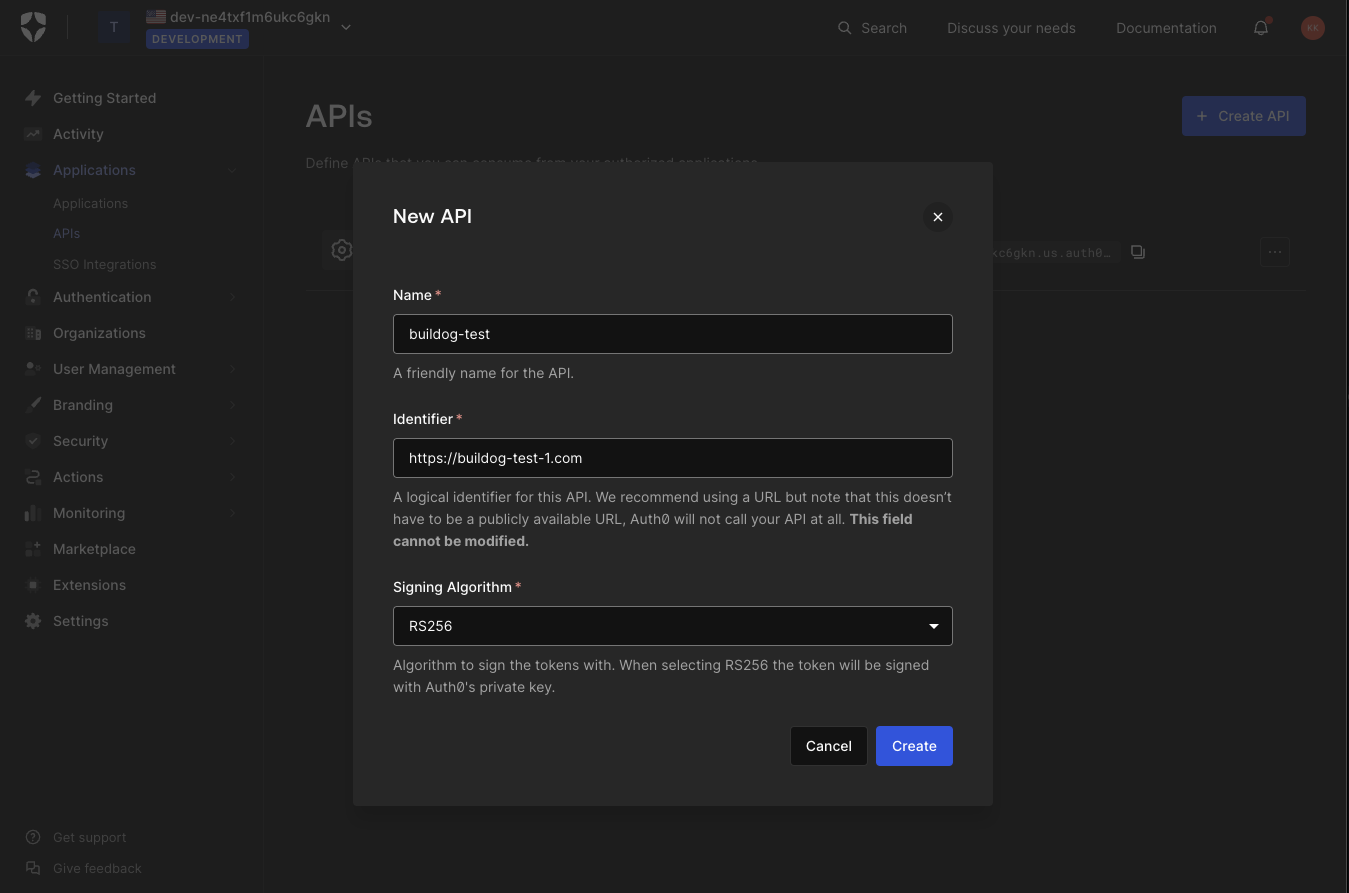 T
dev-ne4txf1m6ukc6gkn
DEVELOPMENT
Search
Discuss your needs
Documentation
KK
Getting Started
Activity
Applications
Applications
APIs
SSO Integrations
Authentication
Organizations
User Management
Branding
Security
Actions
Monitoring
Marketplace
Extensions
Settings
Get support
Give feedback
APIs
+ Create API
Define APIs that you can consume from your authorized applications.
kc6gkn.us.auth0…
New API
Name *
buildog-test
A friendly name for the API.
Identifier *
https://buildog-test-1.com
A logical identifier for this API. We recommend using a URL but note that this doesn’t
have to be a publicly available URL, Auth0 will not call your API at all. This field
cannot be modified.
Signing Algorithm *
RS256
Algorithm to sign the tokens with. When selecting RS256 the token will be signed
with Auth0's private key.
Cancel
Create